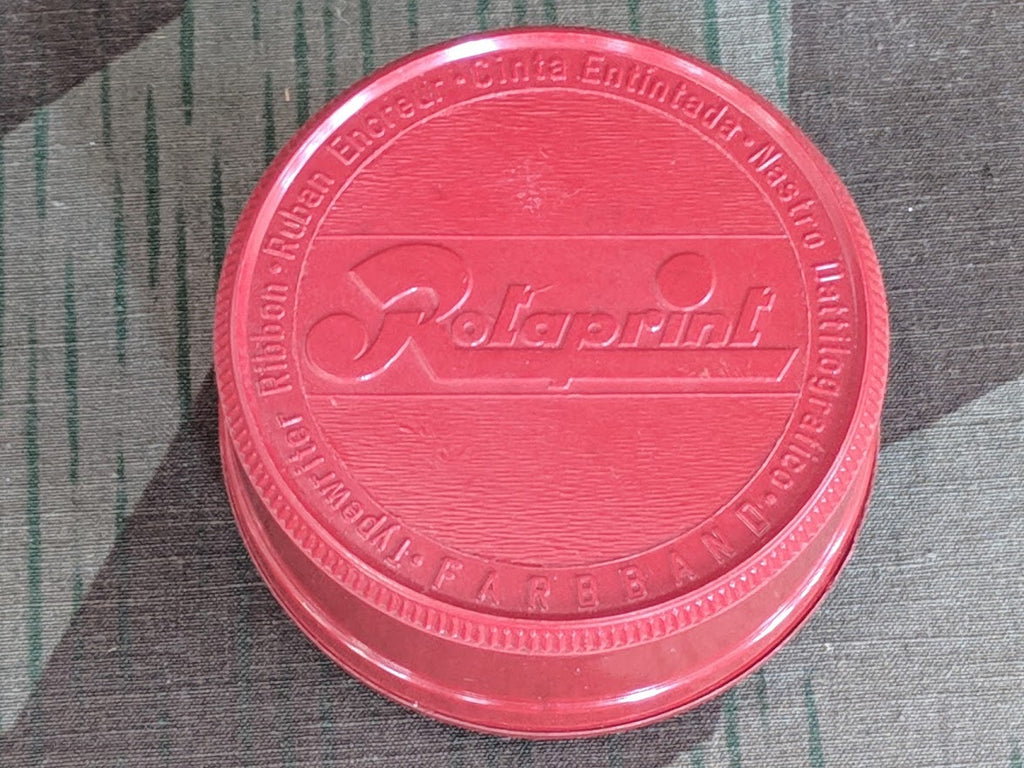 Rotaprint
Typewriter Ribbon · Ruban Encreur · Cinta Entintada · Nastro Dattilografico ·
FARBBAND